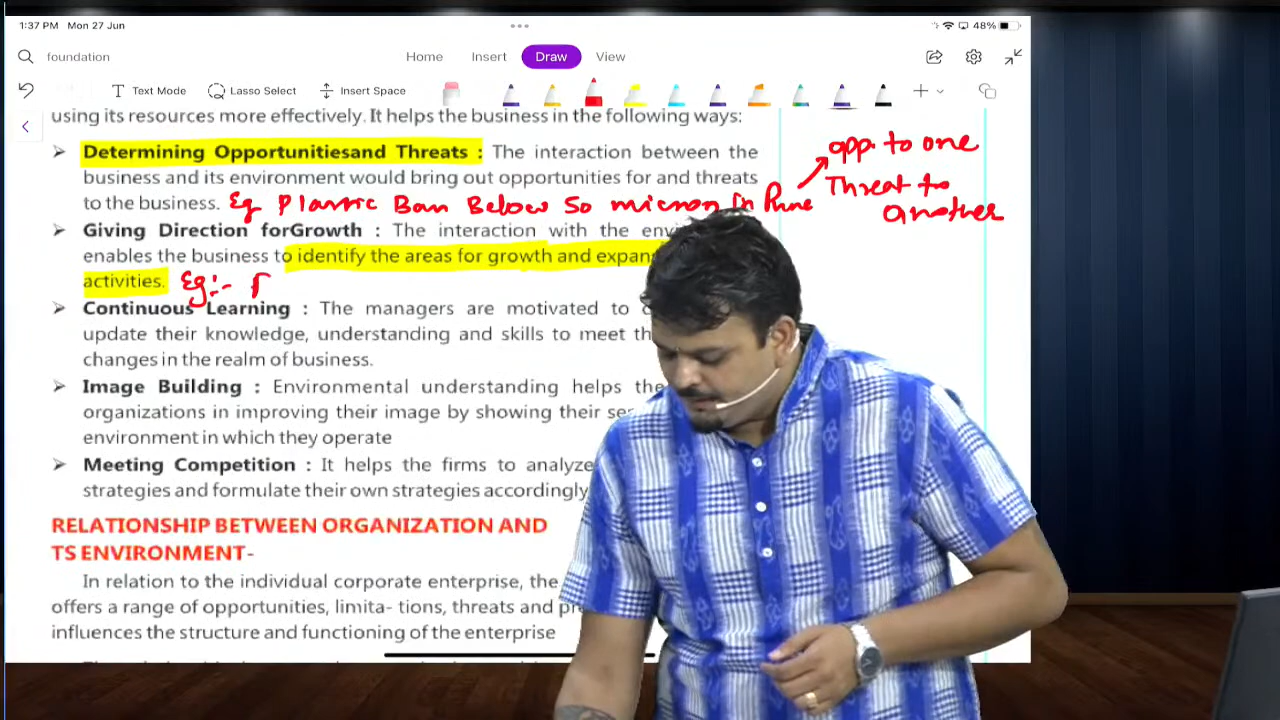 1:37 PM Mon 27 Jun
48%
foundation
Home Insert Draw View
Text Mode Lasso Select Insert Space
using its resources more effectively. It helps the business in the following ways:
Determining Opportunitiesand Threats : The interaction between the
business and its environment would bring out opportunities for and threats
to the business. Eg Plastic Ban Below 50 micron in Pune
opp. to one
Threat to
another
Giving Direction forGrowth : The interaction with the
enables the business to identify the areas for growth and
activities. Eg:-
Continuous Learning : The managers are motivated to
update their knowledge, understanding and skills to meet
changes in the realm of business.
Image Building : Environmental understanding helps the
organizations in improving their image by showing their
environment in which they operate
Meeting Competition : It helps the firms to analyze
strategies and formulate their own strategies accordingly
RELATIONSHIP BETWEEN ORGANIZATION AND
TS ENVIRONMENT-
In relation to the individual corporate enterprise, the
offers a range of opportunities, limita- tions, threats and
influences the structure and functioning of the enterprise